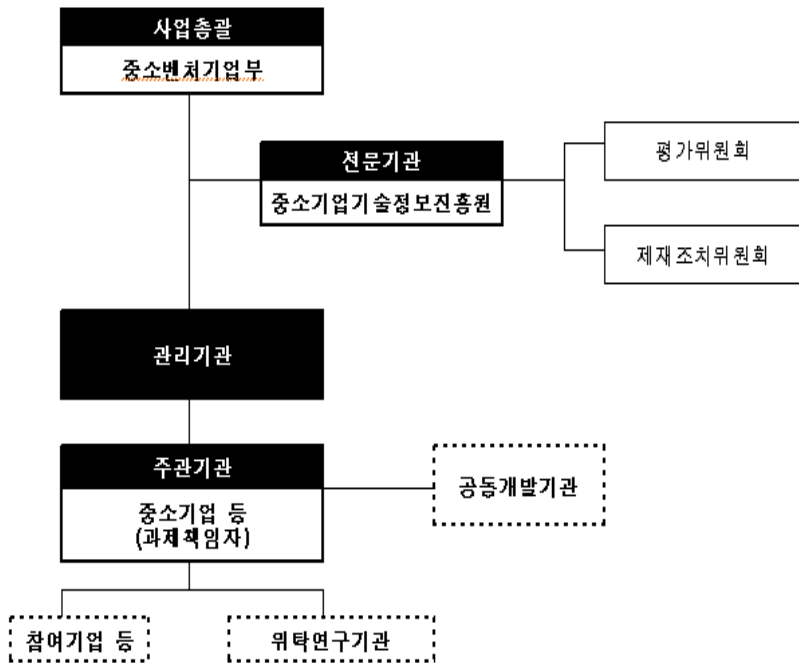 사업총괄
중소벤처기업부
전문기관
중소기업기술정보진흥원
평가위원회
제재조치위원회
관리기관
주관기관
중소기업 등
(과제책임자)
공동개발기관
참여기업 등
위탁연구기관